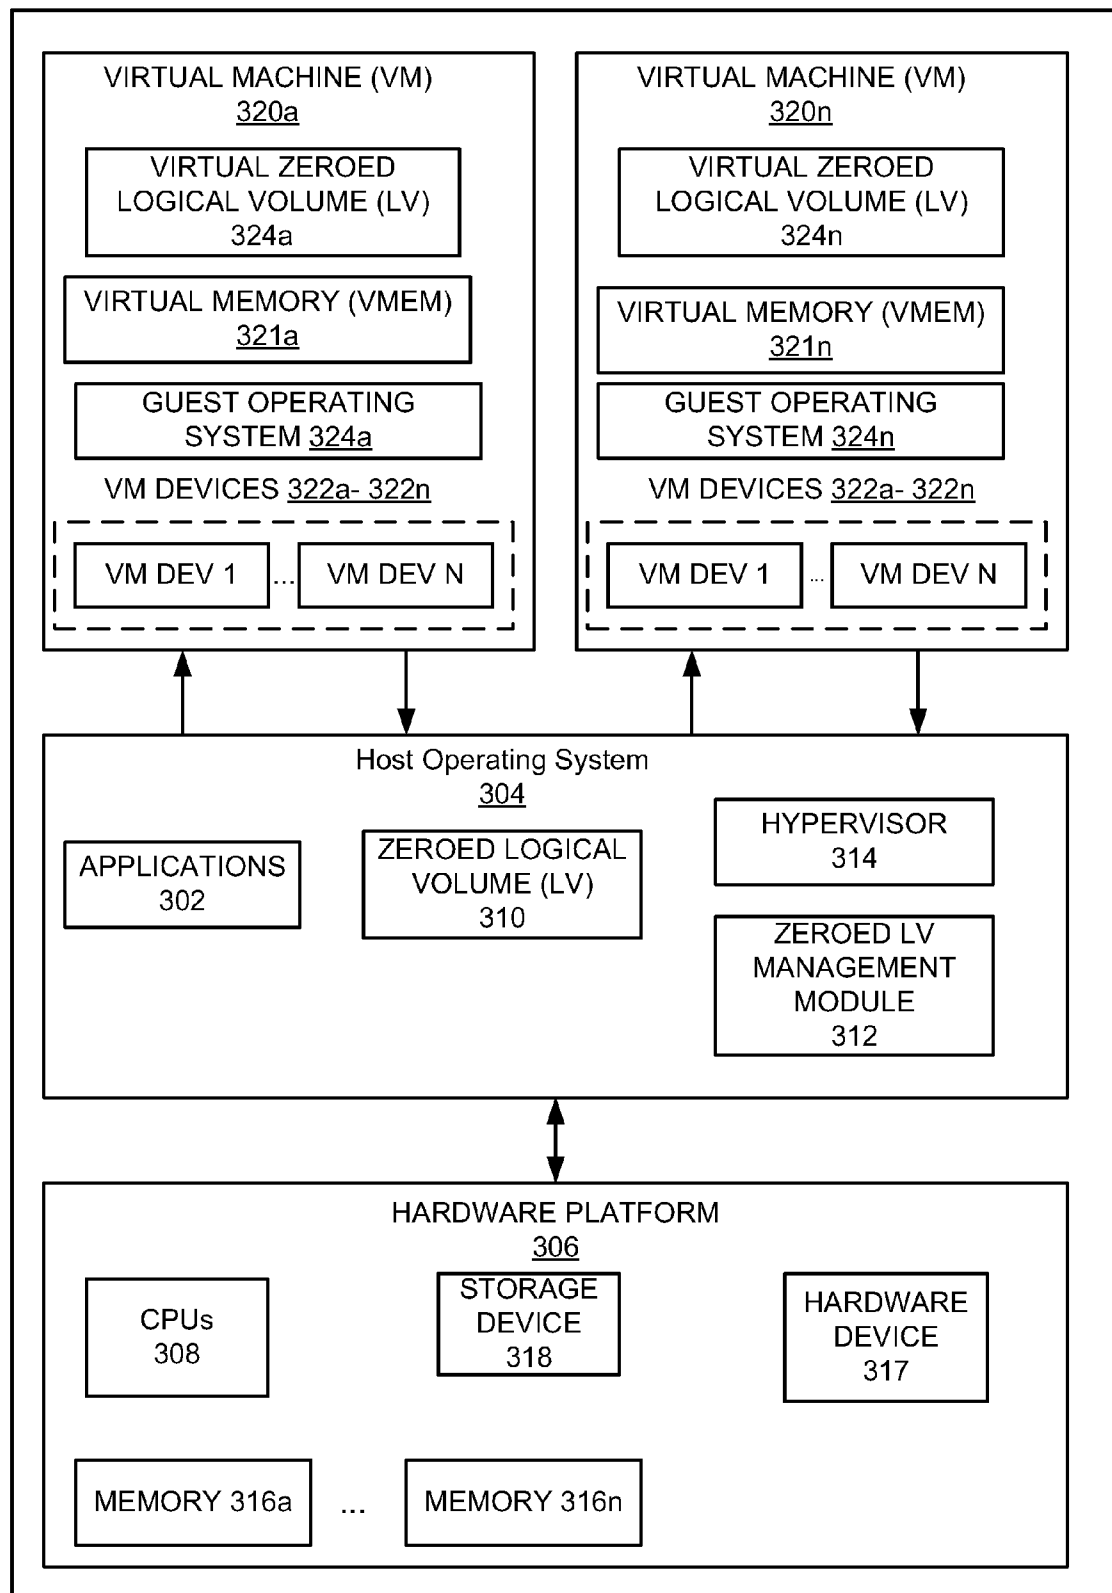 VIRTUAL MACHINE (VM)
320a
VIRTUAL ZEROED
LOGICAL VOLUME (LV)
324a
VIRTUAL MEMORY (VMEM)
321a
GUEST OPERATING
SYSTEM 324a
VM DEVICES 322a- 322n
VM DEV 1
...
VM DEV N
VIRTUAL MACHINE (VM)
320n
VIRTUAL ZEROED
LOGICAL VOLUME (LV)
324n
VIRTUAL MEMORY (VMEM)
321n
GUEST OPERATING
SYSTEM 324n
VM DEVICES 322a- 322n
VM DEV 1
...
VM DEV N
Host Operating System
304
APPLICATIONS
302
ZEROED LOGICAL
VOLUME (LV)
310
HYPERVISOR
314
ZEROED LV
MANAGEMENT
MODULE
312
HARDWARE PLATFORM
306
CPUs
308
STORAGE
DEVICE
318
HARDWARE
DEVICE
317
MEMORY 316a
...
MEMORY 316n